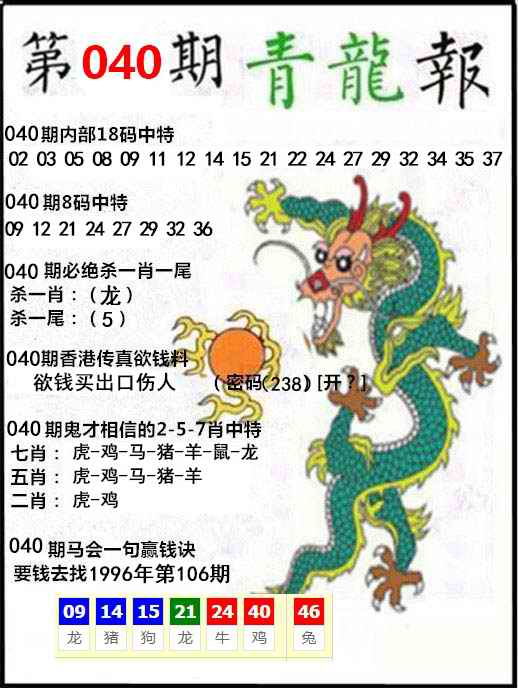 第040期青龍報
040期内部18码中特
02 03 05 08 09 11 12 14 15 21 22 24 27 29 32 34 35 37
040期8码中特
09 12 21 24 27 29 32 36
040 期必绝杀一肖一尾
杀一肖：（龙）
杀一尾：（5）
040期香港传真欲钱料
欲钱买出口伤人 （密码(238)[开？]
040期鬼才相信的2-5-7肖中特
七肖：虎-鸡-马-猪-羊-鼠-龙
五肖：虎-鸡-马-猪-羊
二肖：虎-鸡
040期马会一句赢钱诀
要钱去找1996年第106期
09 14 15 21 24 40 46
龙 猪 狗 龙 牛 鸡 兔